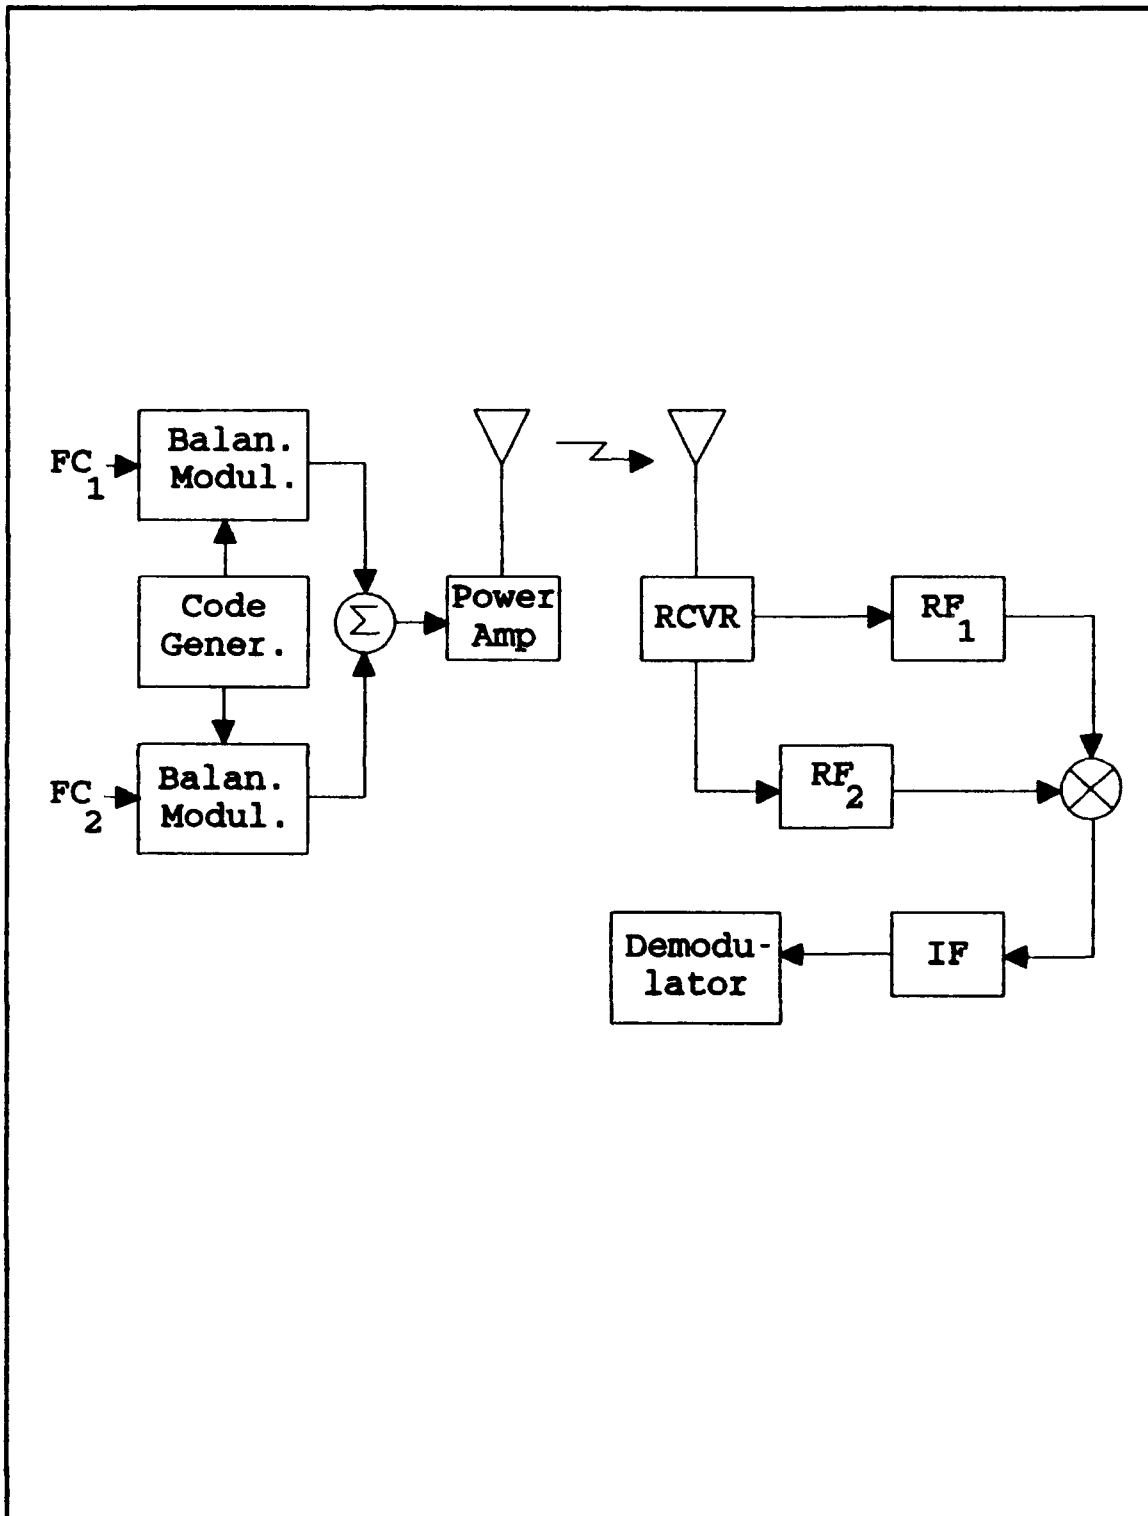 FC1
Balan.
Modul.
Code
Gener.
FC2
Balan.
Modul.
Σ
Power
Amp
RCVR
RF1
RF2
IF
Demodu-
lator